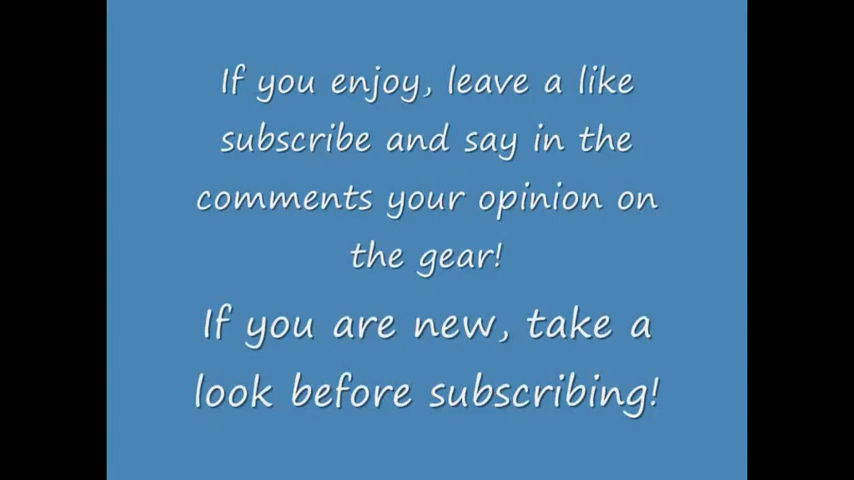 If you enjoy, leave a like
subscribe and say in the
comments your opinion on
the gear!
If you are new, take a
look before subscribing!